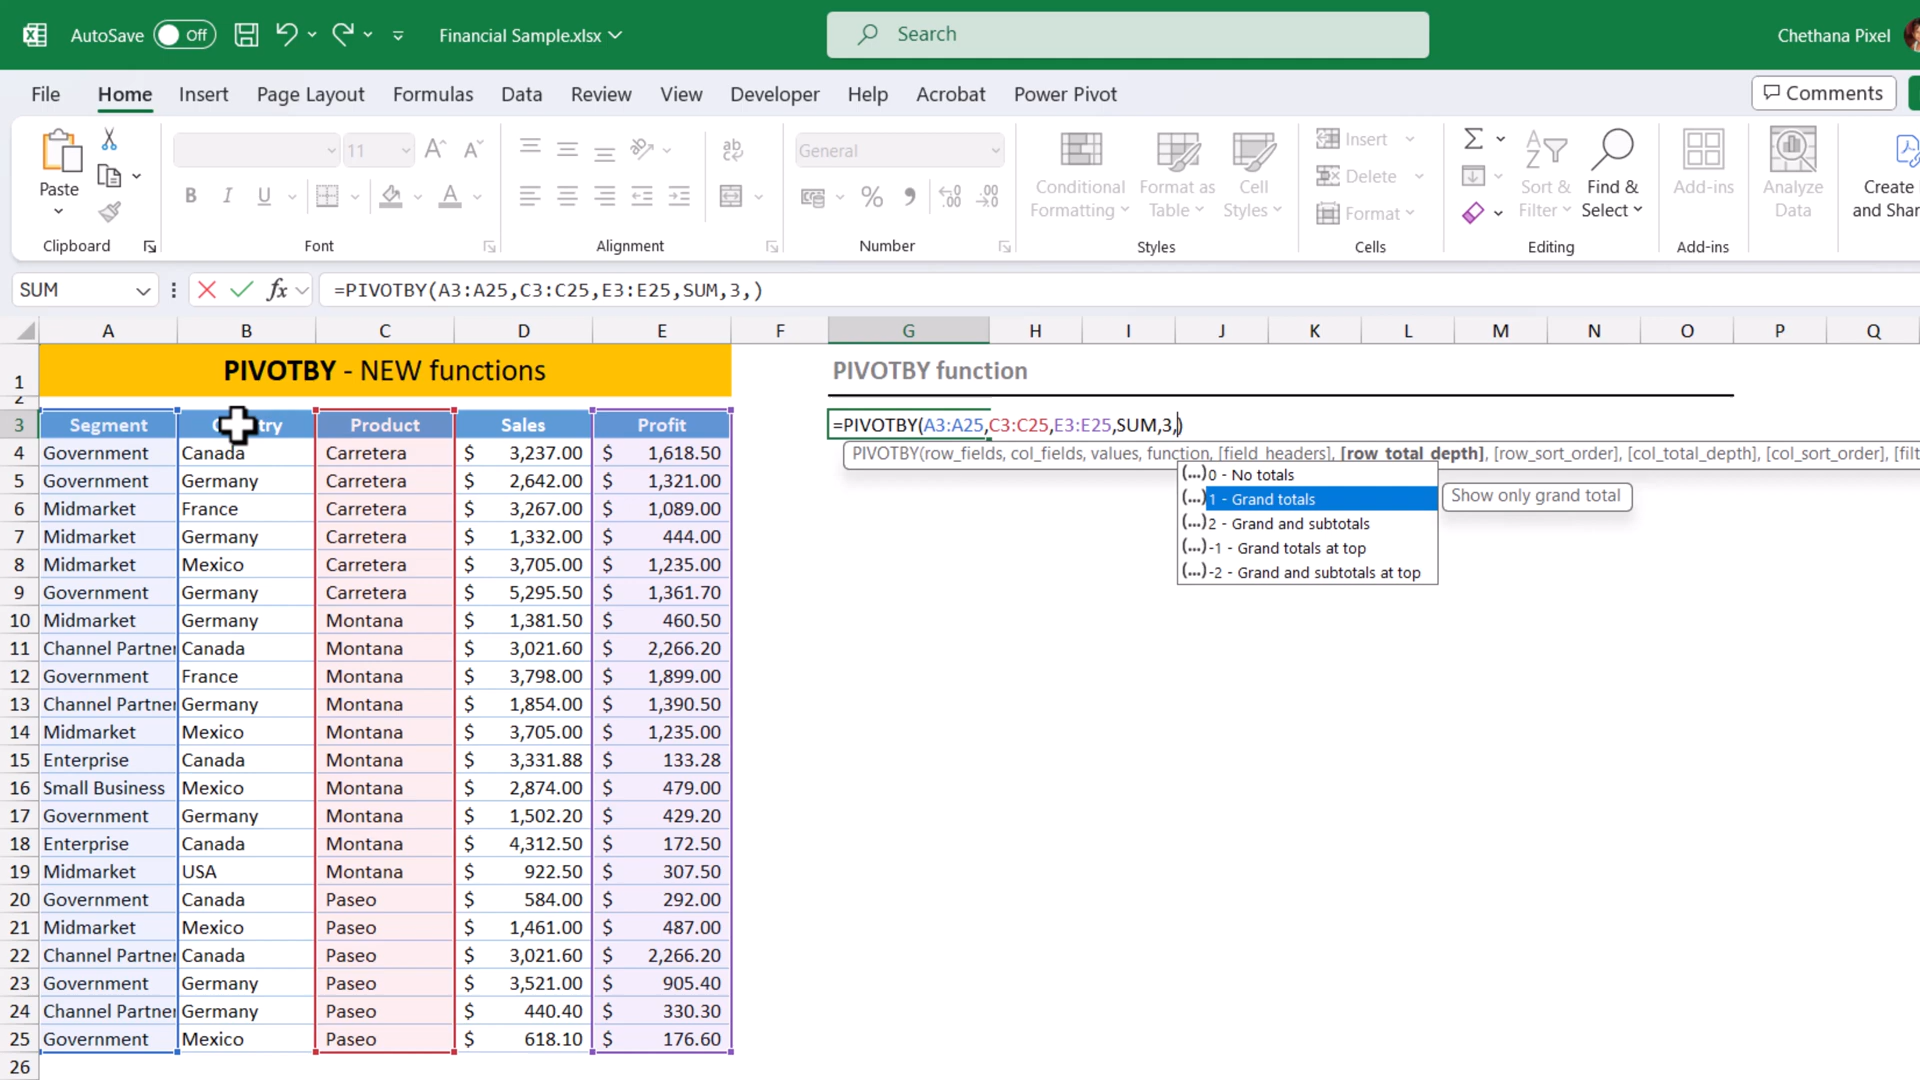 AutoSave Off Financial Sample.xlsx Search Chethana Pixel
File Home Insert Page Layout Formulas Data Review View Developer Help Acrobat Power Pivot Comments
Paste 11 General Conditional Formatting Format as Table Cell Styles Insert Delete Format Sort & Filter Find & Select Add-ins Analyze Data Create and Shar
Clipboard Font Alignment Number Styles Cells Editing Add-ins
SUM =PIVOTBY(A3:A25,C3:C25,E3:E25,SUM,3,)
A B C D E F G H I J K L M N O P Q
1 PIVOTBY - NEW functions PIVOTBY function
2
3 Segment Product Sales Profit =PIVOTBY(A3:A25,C3:C25,E3:E25,SUM,3,)
PIVOTBY(row_fields, col_fields, values, function, [field_headers], [row_total_depth], [row_sort_order], [col_total_depth], [col_sort_order], [filt
(...)0 - No totals
(...)1 - Grand totals Show only grand total
(...)2 - Grand and subtotals
(...)-1 - Grand totals at top
(...)-2 - Grand and subtotals at top
4 Government Canada Carretera $ 3,237.00 $ 1,618.50
5 Government Germany Carretera $ 2,642.00 $ 1,321.00
6 Midmarket France Carretera $ 3,267.00 $ 1,089.00
7 Midmarket Germany Carretera $ 1,332.00 $ 444.00
8 Midmarket Mexico Carretera $ 3,705.00 $ 1,235.00
9 Government Germany Carretera $ 5,295.50 $ 1,361.70
10 Midmarket Germany Montana $ 1,381.50 $ 460.50
11 Channel Partner Canada Montana $ 3,021.60 $ 2,266.20
12 Government France Montana $ 3,798.00 $ 1,899.00
13 Channel Partner Germany Montana $ 1,854.00 $ 1,390.50
14 Midmarket Mexico Montana $ 3,705.00 $ 1,235.00
15 Enterprise Canada Montana $ 3,331.88 $ 133.28
16 Small Business Mexico Montana $ 2,874.00 $ 479.00
17 Government Germany Montana $ 1,502.20 $ 429.20
18 Enterprise Canada Montana $ 4,312.50 $ 172.50
19 Midmarket USA Montana $ 922.50 $ 307.50
20 Government Canada Paseo $ 584.00 $ 292.00
21 Midmarket Mexico Paseo $ 1,461.00 $ 487.00
22 Channel Partner Canada Paseo $ 3,021.60 $ 2,266.20
23 Government Germany Paseo $ 3,521.00 $ 905.40
24 Channel Partner Germany Paseo $ 440.40 $ 330.30
25 Government Mexico Paseo $ 618.10 $ 176.60
26